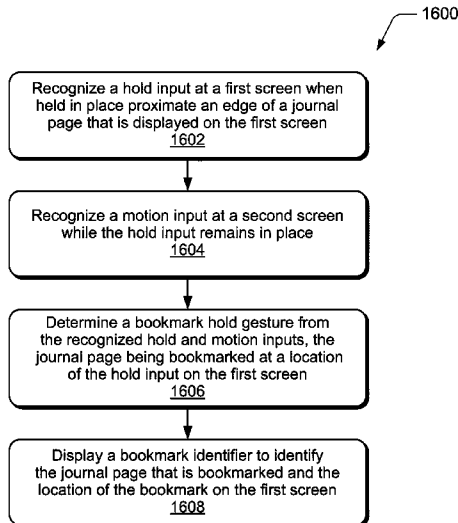 1600
Recognize a hold input at a first screen when
held in place proximate an edge of a journal
page that is displayed on the first screen
1602
Recognize a motion input at a second screen
while the hold input remains in place
1604
Determine a bookmark hold gesture from
the recognized hold and motion inputs, the
journal page being bookmarked at a location
of the hold input on the first screen
1606
Display a bookmark identifier to identify
the journal page that is bookmarked and the
location of the bookmark on the first screen
1608